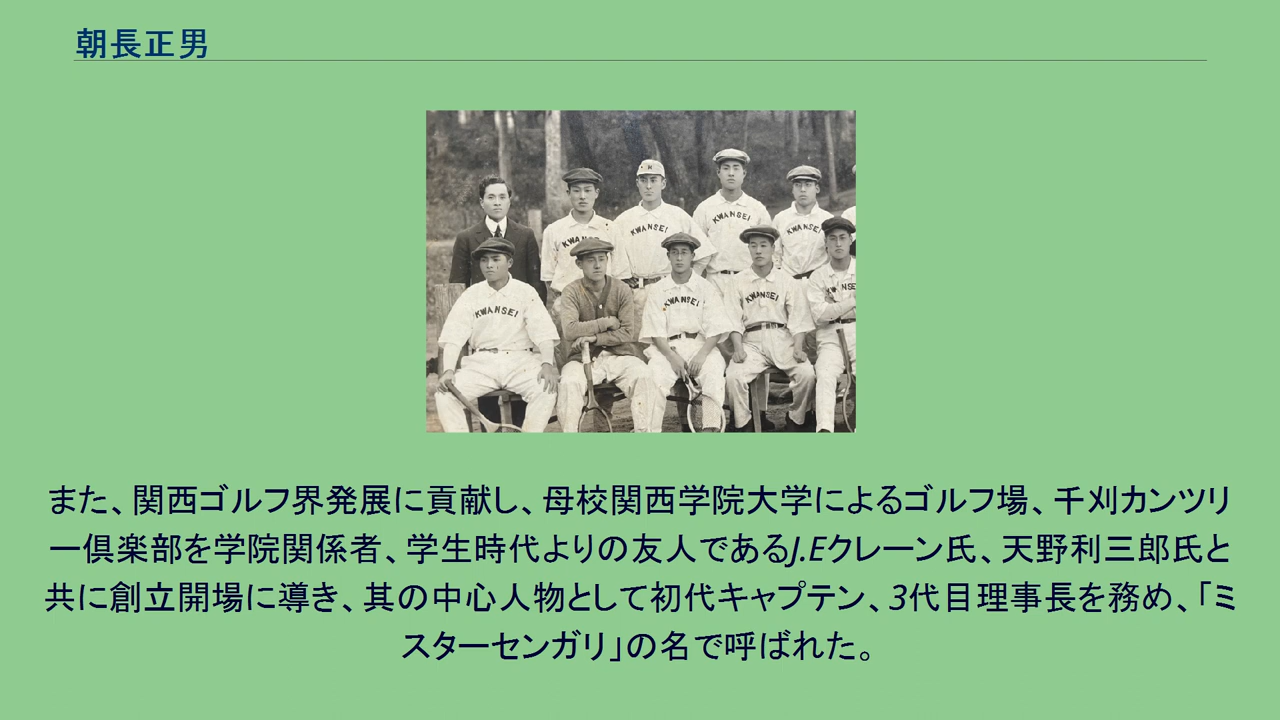 朝長正男
KWANSEI
KWANSEI
KWANSEI
KWANSEI
KWANSEI
KWANSEI
また、関西ゴルフ界発展に貢献し、母校関西学院大学によるゴルフ場、千刈カンツリ
ー倶楽部を学院関係者、学生時代よりの友人であるJ.Eクレーン氏、天野利三郎氏と
共に創立開場に導き、其の中心人物として初代キャプテン、3代目理事長を務め、「ミ
スターセンガリ」の名で呼ばれた。